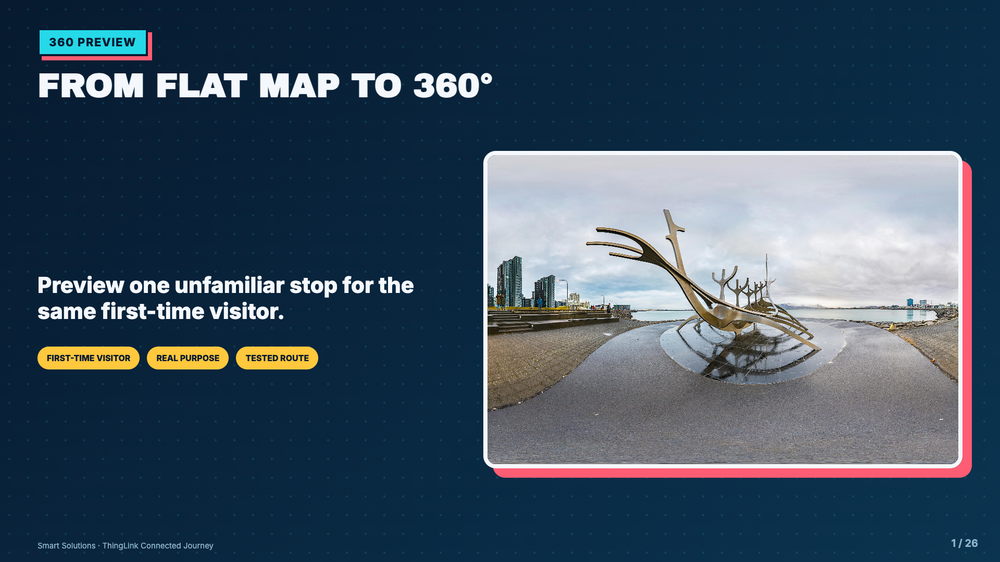 360 PREVIEW
FROM FLAT MAP TO 360°
Preview one unfamiliar stop for the
same first-time visitor.
FIRST-TIME VISITOR
REAL PURPOSE
TESTED ROUTE
Smart Solutions · ThingLink Connected Journey
1 / 26